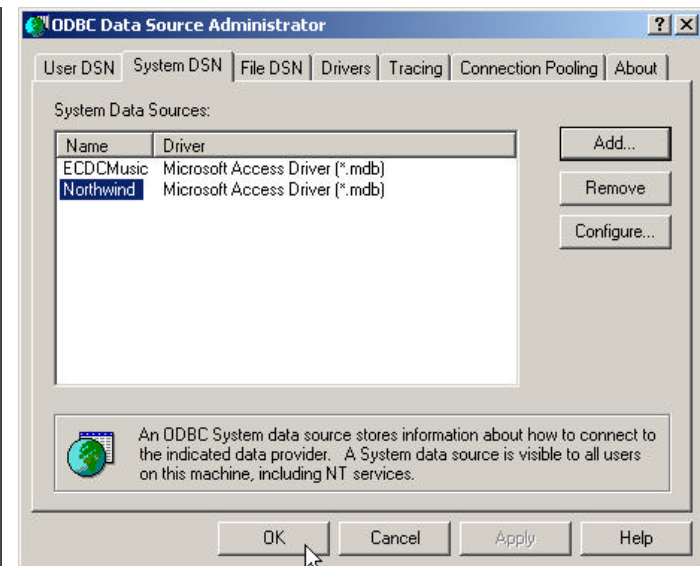 ODBC Data Source Administrator
User DSN System DSN File DSN Drivers Tracing Connection Pooling About
System Data Sources:
Name Driver
ECDCMusic Microsoft Access Driver (*.mdb)
Northwind Microsoft Access Driver (*.mdb)
Add...
Remove
Configure...
An ODBC System data source stores information about how to connect to
the indicated data provider. A System data source is visible to all users
on this machine, including NT services.
OK Cancel Apply Help